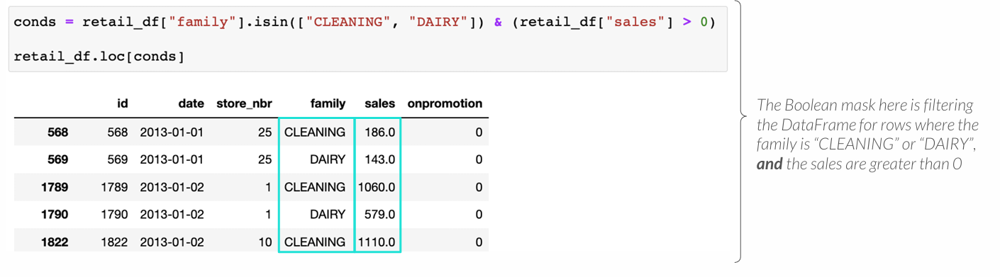 conds = retail_df["family"].isin(["CLEANING", "DAIRY"]) & (retail_df["sales"] > 0)
retail_df.loc[conds]
id date store_nbr family sales onpromotion
568 568 2013-01-01 25 CLEANING 186.0 0
569 569 2013-01-01 25 DAIRY 143.0 0
1789 1789 2013-01-02 1 CLEANING 1060.0 0
1790 1790 2013-01-02 1 DAIRY 579.0 0
1822 1822 2013-01-02 10 CLEANING 1110.0 0
The Boolean mask here is filtering
the DataFrame for rows where the
family is “CLEANING” or “DAIRY”,
and the sales are greater than 0